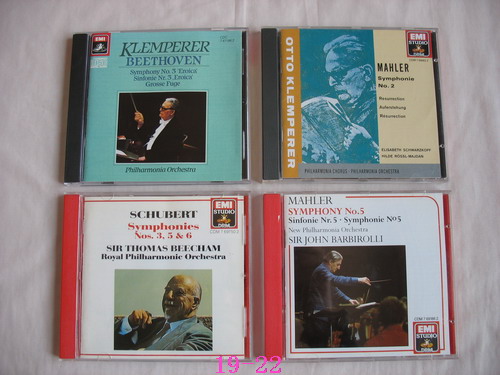 EMI
KLEMPERER
BEETHOVEN
Symphony No. 3 'Eroica'
Sinfonie Nr. 3 „Eroica"
Grosse Fuge
Philharmonia Orchestra
OTTO KLEMPERER
EMI
STUDIO
MAHLER
Symphonie
No. 2
Resurrection
Auferstehung
Résurrection
ELISABETH SCHWARZKOPF
HILDE RÖSSL-MAJDAN
PHILHARMONIA CHORUS · PHILHARMONIA ORCHESTRA
SCHUBERT
Symphonies
Nos. 3, 5 & 6
SIR THOMAS BEECHAM
Royal Philharmonic Orchestra
EMI
STUDIO
MAHLER
SYMPHONY No.5
Sinfonie Nr. 5 · Symphonie Nº5
New Philharmonia Orchestra
SIR JOHN BARBIROLLI
EMI
STUDIO
19 22